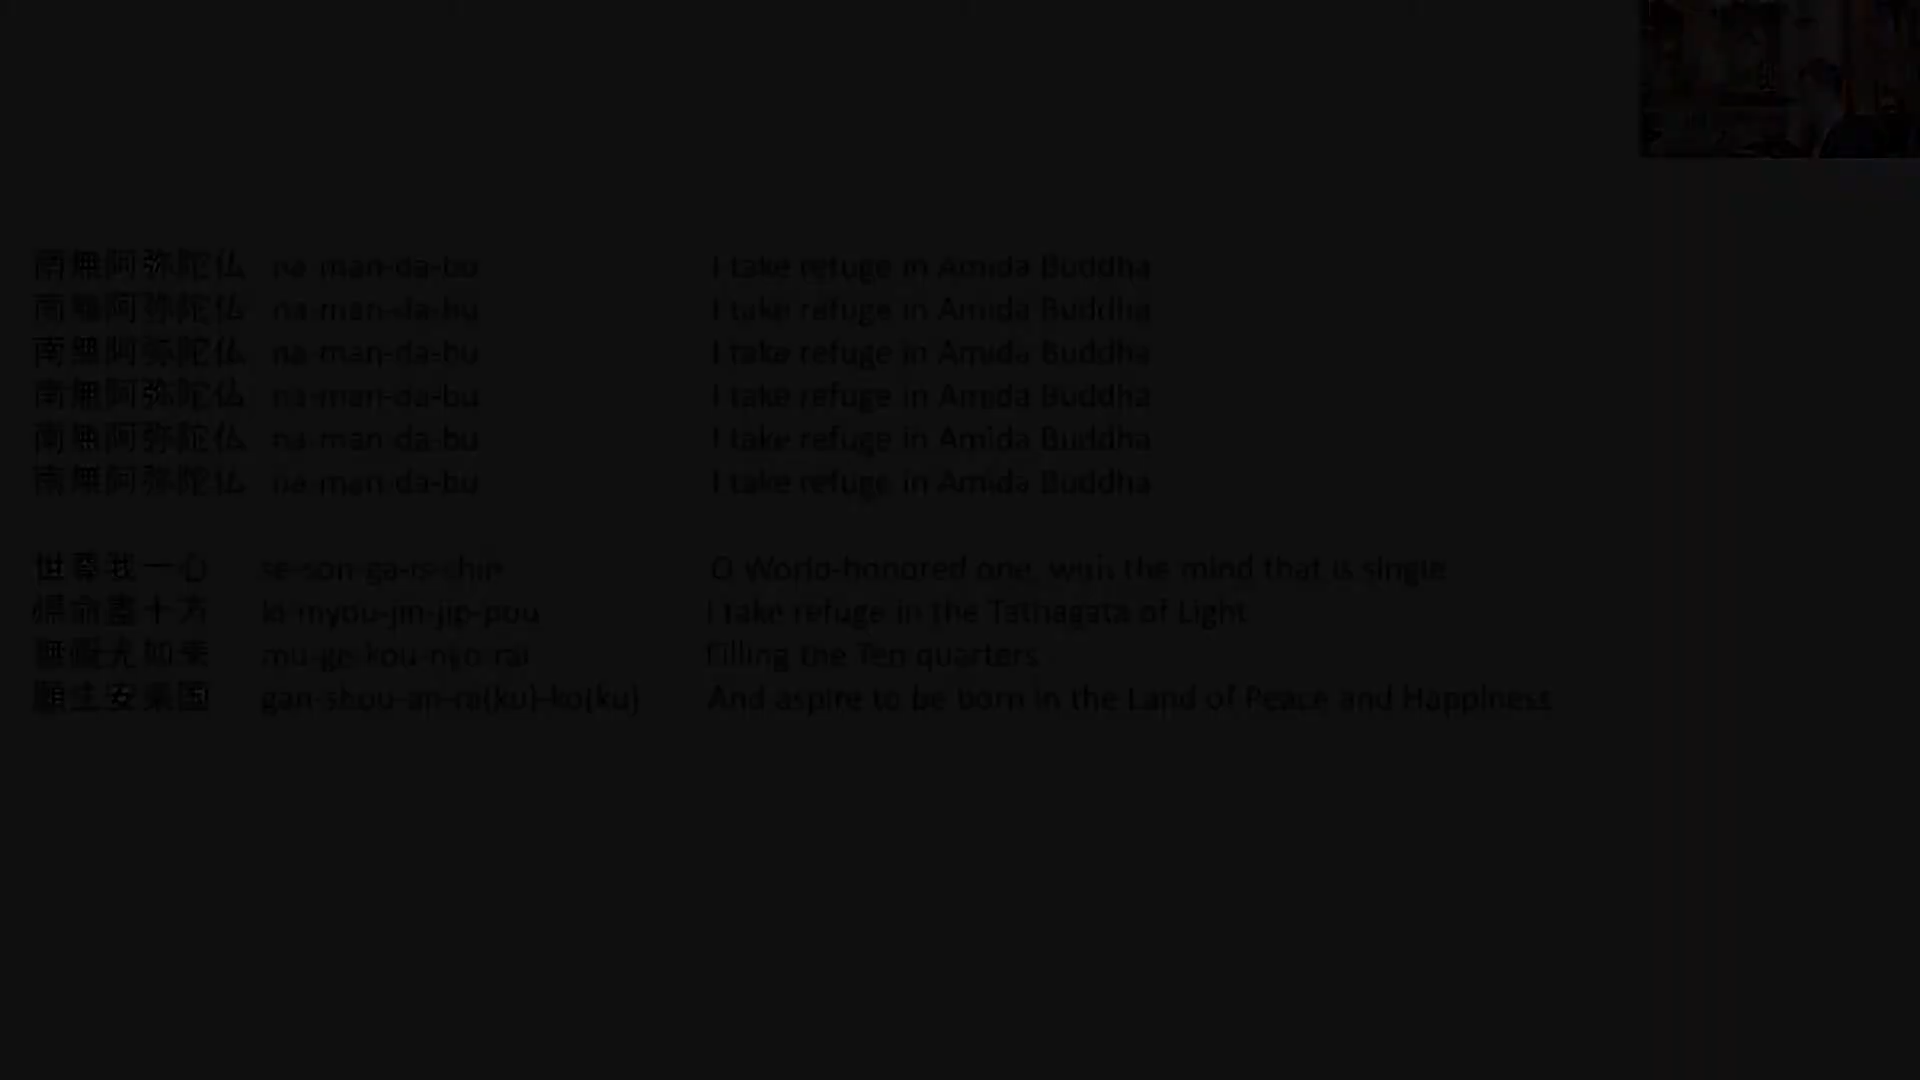 南無阿弥陀仏 na-man-da-bu I take refuge in Amida Buddha
南無阿弥陀仏 na-man-da-bu I take refuge in Amida Buddha
南無阿弥陀仏 na-man-da-bu I take refuge in Amida Buddha
南無阿弥陀仏 na-man-da-bu I take refuge in Amida Buddha
南無阿弥陀仏 na-man-da-bu I take refuge in Amida Buddha
南無阿弥陀仏 na-man-da-bu I take refuge in Amida Buddha
世尊我一心 se-son-ga-is-shin O World-honored one, with the mind that is single
帰命盡十方 ki-myou-jin-jip-pou I take refuge in the Tathagata of Light
無礙光如来 mu-ge-kou-nyo-rai Filling the Ten quarters
願生安楽国 gan-shou-an-ra(ku)-ko(ku) And aspire to be born in the Land of Peace and Happiness